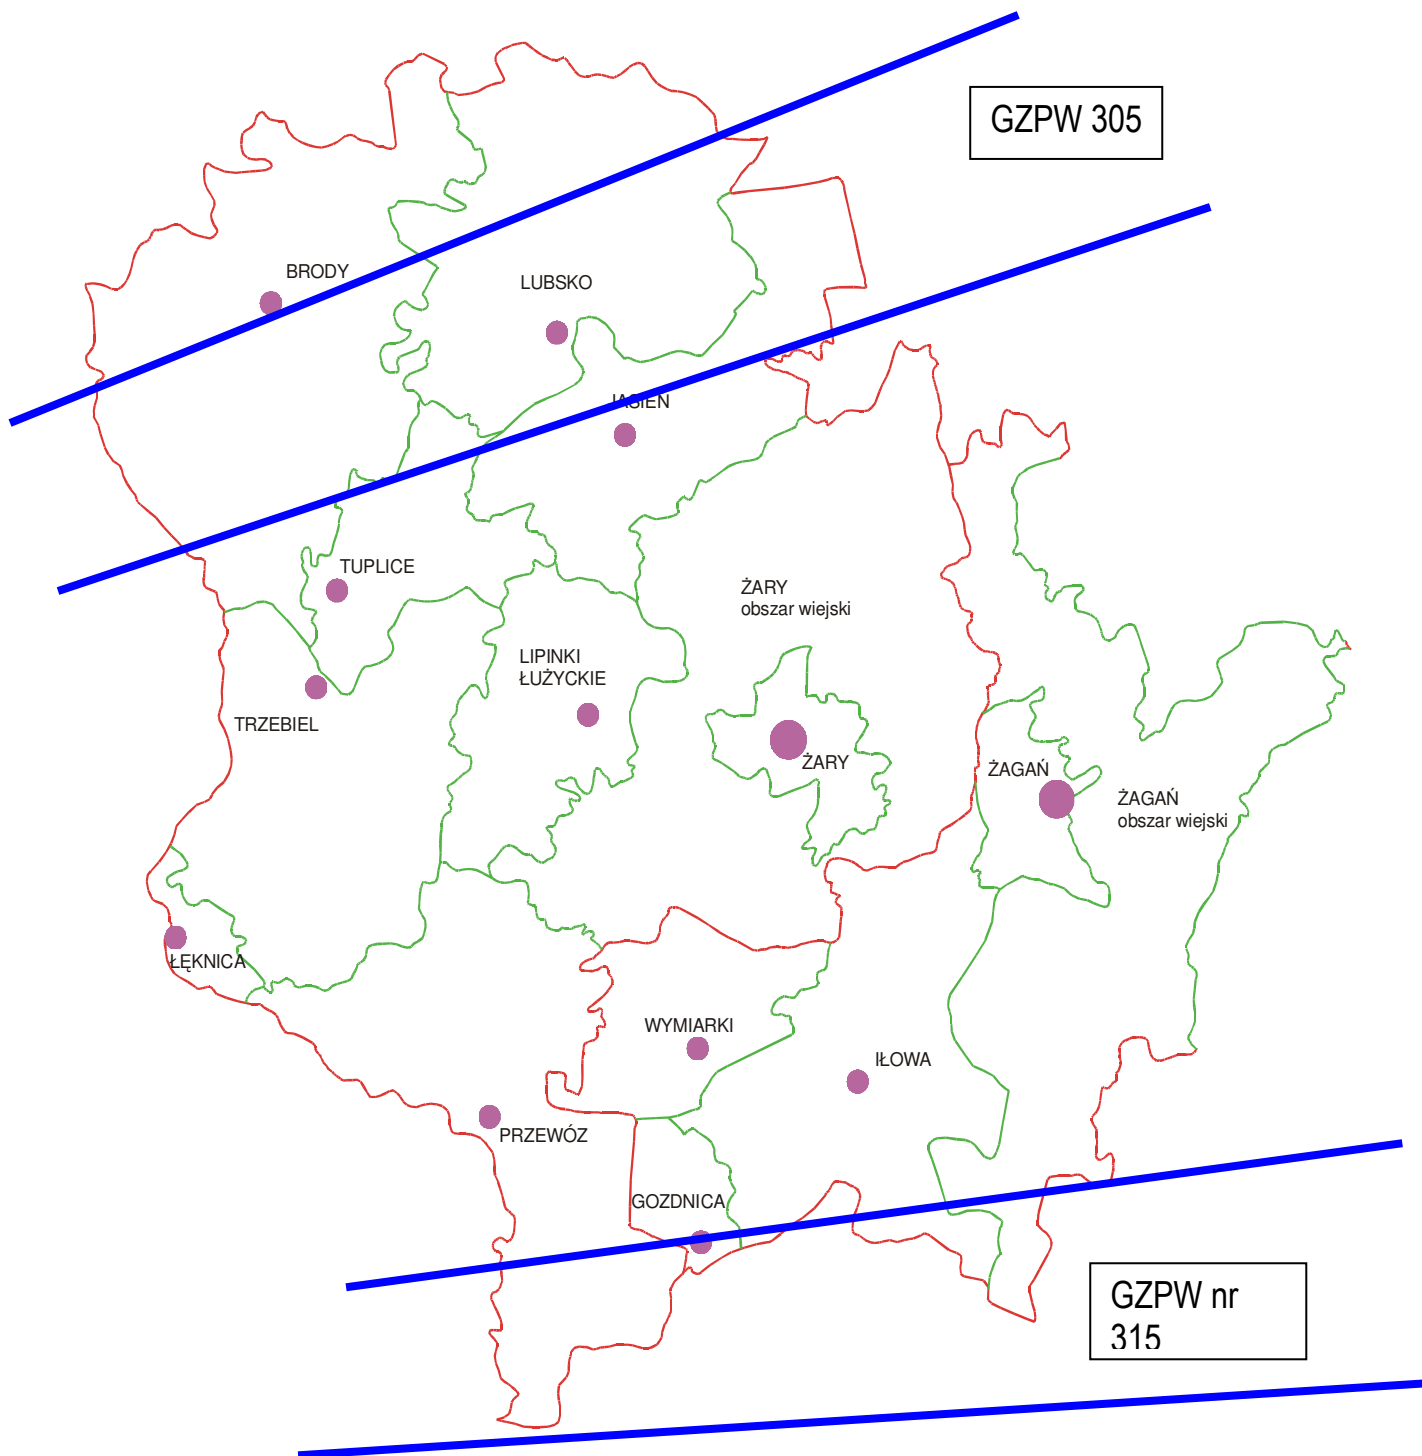 GZPW 305
BRODY
LUBSKO
JASIEŃ
TUPLICE
ŻARY
obszar wiejski
LIPINKI
ŁUŻYCKIE
TRZEBIEL
ŻARY
ŻAGAŃ
ŻAGAŃ
obszar wiejski
ŁĘKNICA
WYMIARKI
IŁOWA
PRZEWÓZ
GOZDNICA
GZPW nr
315